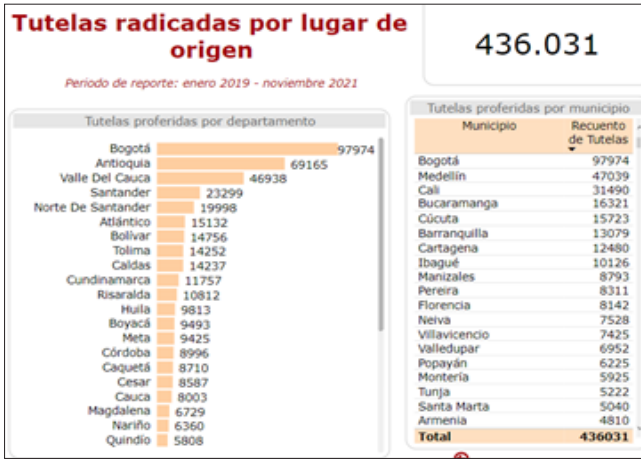 Tutelas radicadas por lugar de
origen
Periodo de reporte: enero 2019 - noviembre 2021
436.031
Tutelas proferidas por departamento
Bogotá 97974
Antioquia 69165
Valle Del Cauca 46938
Santander 23299
Norte De Santander 19998
Atlántico 15132
Bolívar 14756
Tolima 14252
Caldas 14237
Cundinamarca 11757
Risaralda 10812
Huila 9813
Boyacá 9493
Meta 9425
Córdoba 8996
Caquetá 8710
Cesar 8587
Cauca 8003
Magdalena 6729
Nariño 6360
Quindío 5808
Tutelas proferidas por municipio
Municipio Recuento
de Tutelas
Bogotá 97974
Medellín 47039
Cali 31490
Bucaramanga 16321
Cúcuta 15723
Barranquilla 13079
Cartagena 12480
Ibagué 10126
Manizales 8793
Pereira 8311
Florencia 8142
Neiva 7528
Villavicencio 7425
Valledupar 6952
Popayán 6225
Montería 5925
Tunja 5222
Santa Marta 5040
Armenia 4810
Total 436031